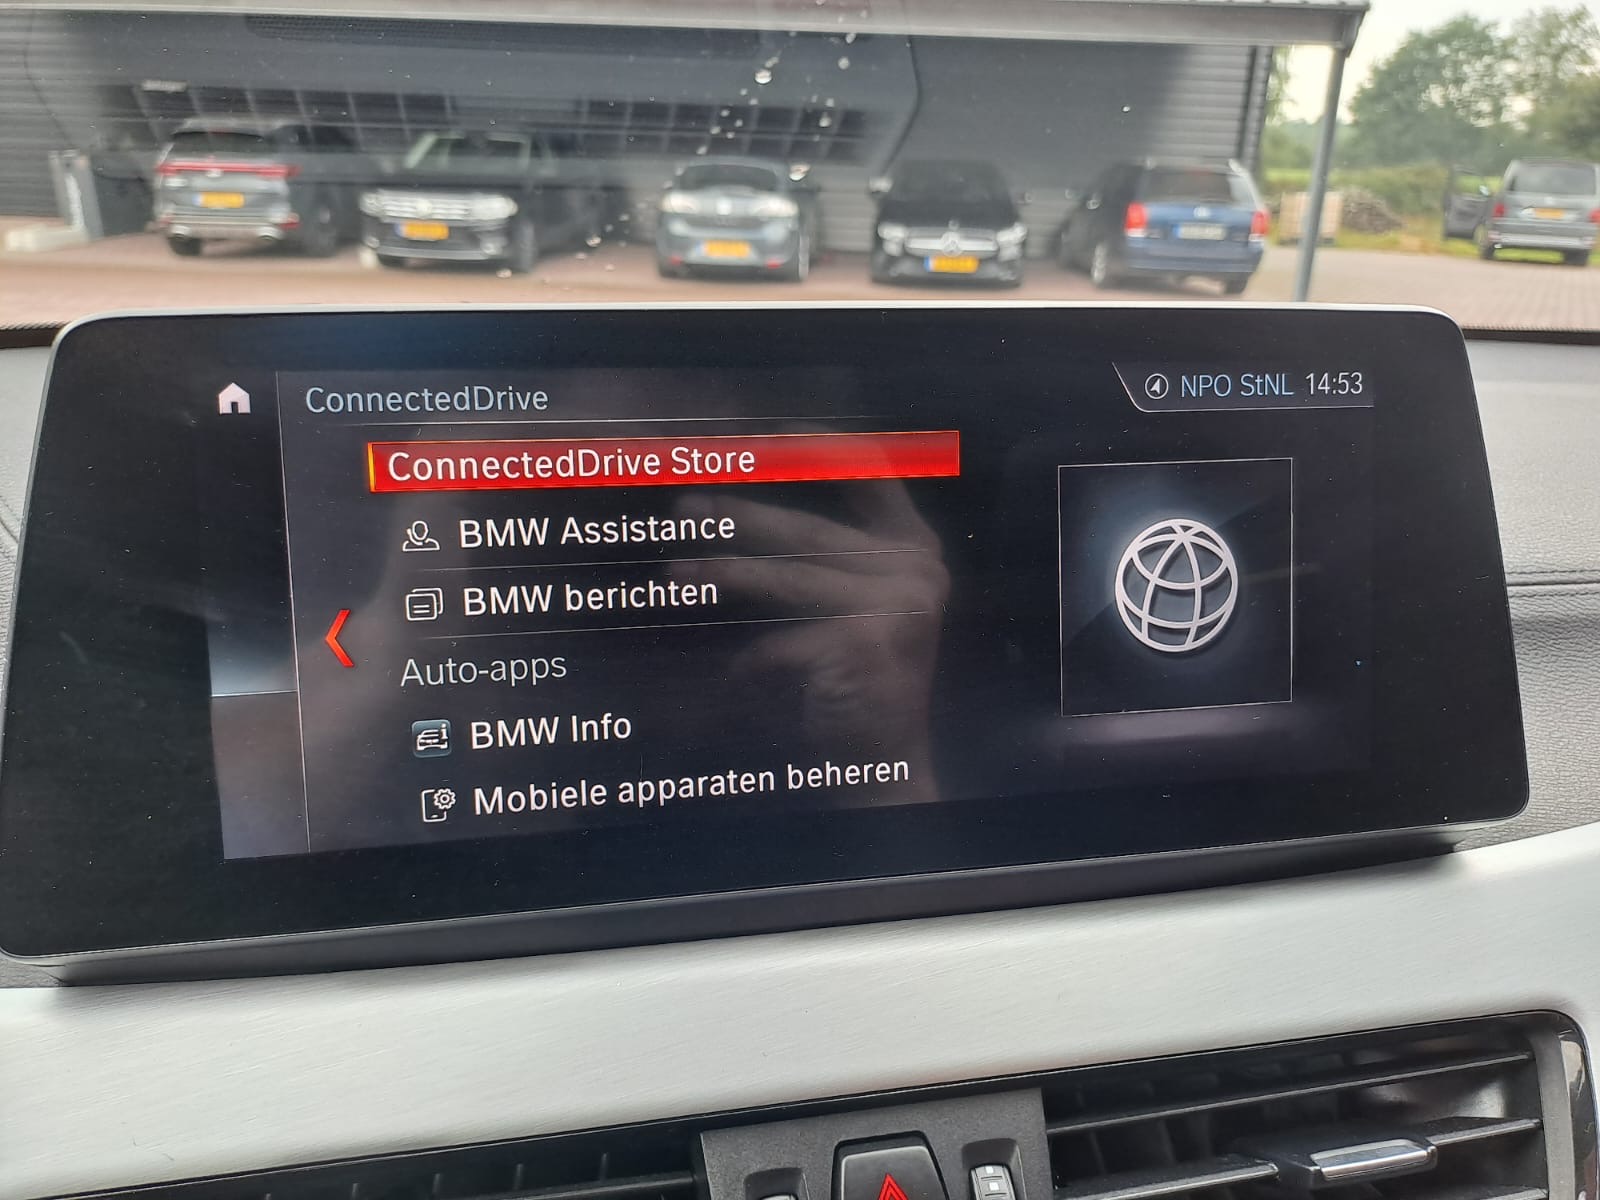 ConnectedDrive
NPO StNL 14:53
ConnectedDrive Store
BMW Assistance
BMW berichten
Auto-apps
BMW Info
Mobiele apparaten beheren